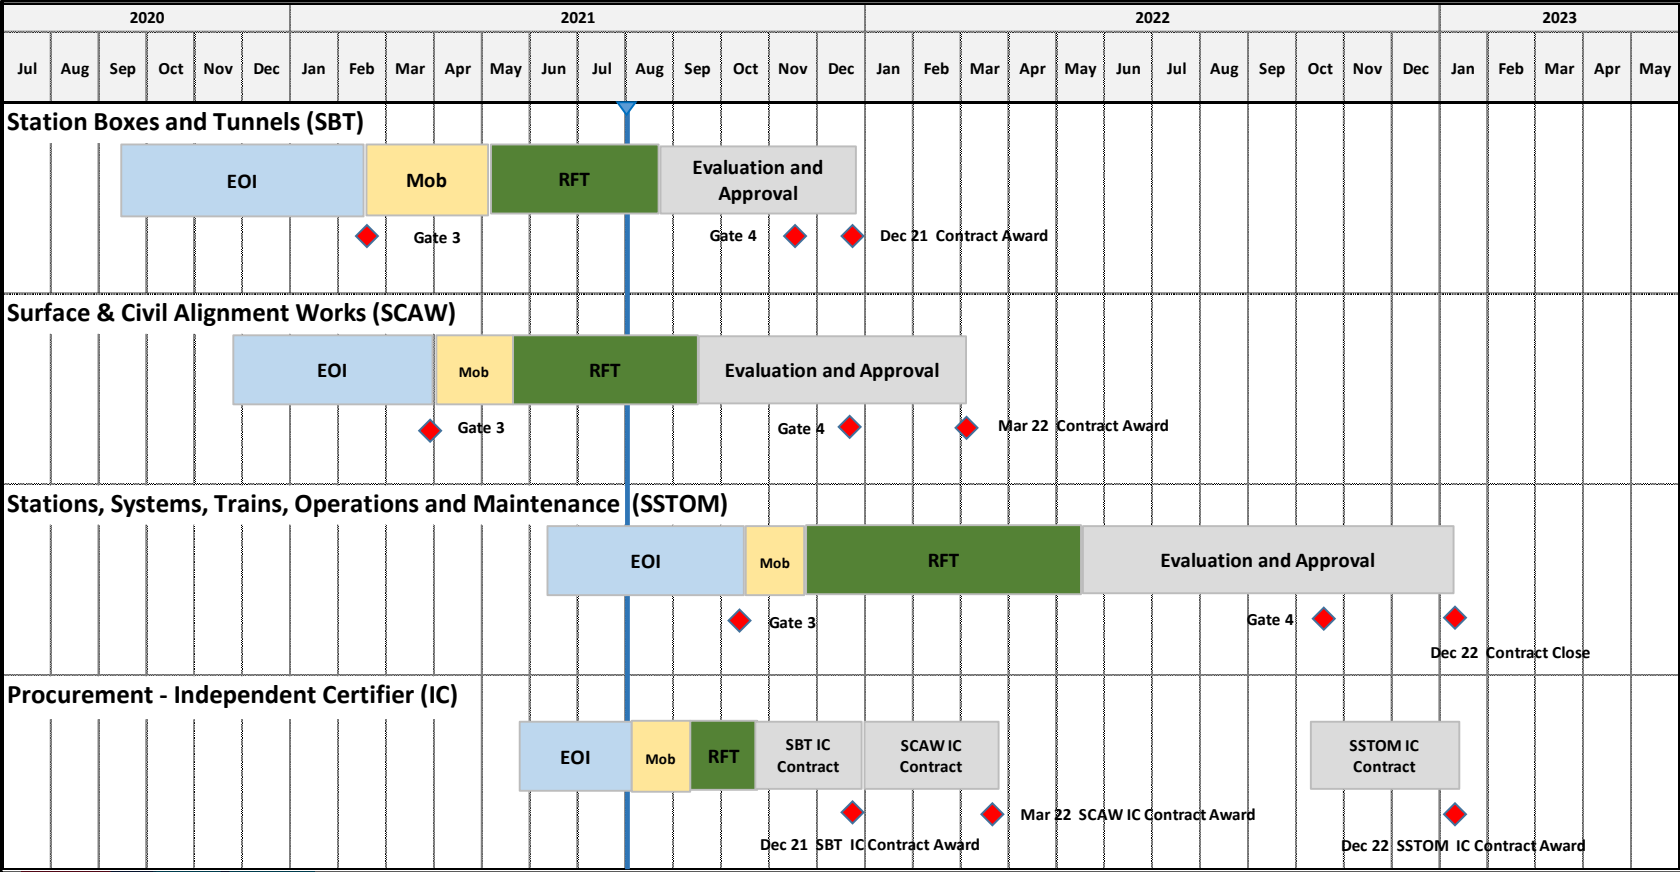 2020 2021 2022 2023
Jul Aug Sep Oct Nov Dec Jan Feb Mar Apr May Jun Jul Aug Sep Oct Nov Dec Jan Feb Mar Apr May Jun Jul Aug Sep Oct Nov Dec Jan Feb Mar Apr May
Station Boxes and Tunnels (SBT)
EOI Mob RFT Evaluation and
Approval
Gate 3 Gate 4 Dec 21 Contract Award
Surface & Civil Alignment Works (SCAW)
EOI Mob RFT Evaluation and Approval
Gate 3 Gate 4 Mar 22 Contract Award
Stations, Systems, Trains, Operations and Maintenance (SSTOM)
EOI Mob RFT Evaluation and Approval
Gate 3 Gate 4
Dec 22 Contract Close
Procurement - Independent Certifier (IC)
EOI Mob RFT
SBT IC
Contract
SCAW IC
Contract
SSTOM IC
Contract
Mar 22 SCAW IC Contract Award
Dec 21 SBT IC Contract Award
Dec 22 SSTOM IC Contract Award